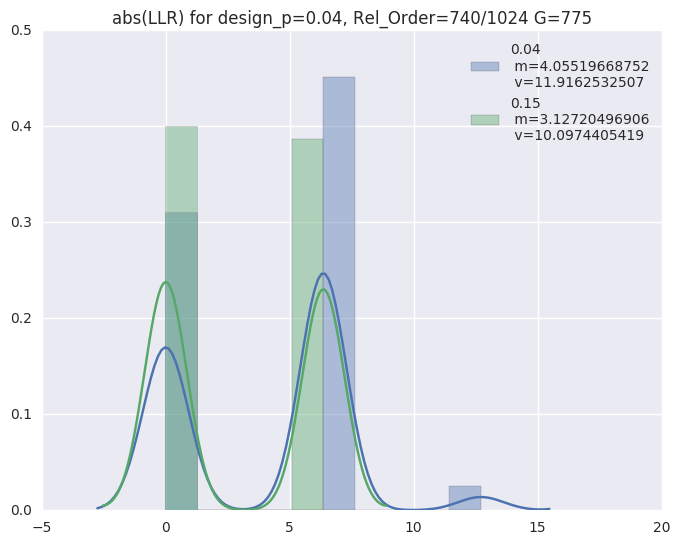 abs(LLR) for design_p=0.04, Rel_Order=740/1024 G=775
0.5
0.4
0.3
0.2
0.1
0.0
−5
0
5
10
15
20
0.04
m=4.05519668752
v=11.9162532507
0.15
m=3.12720496906
v=10.0974405419